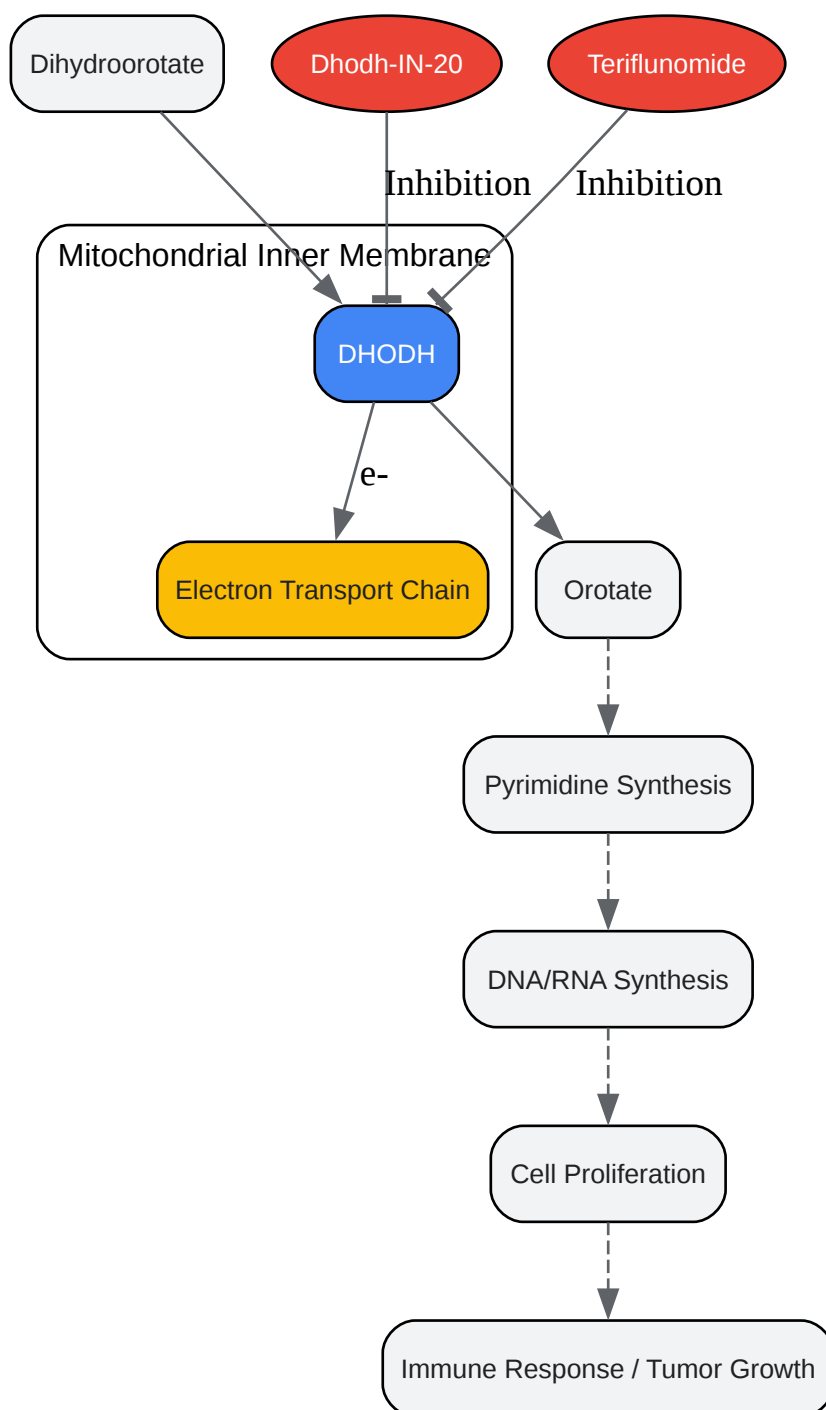 Dihydroorotate
Dhodh-IN-20
Teriflunomide
Inhibition
Inhibition
Mitochondrial Inner Membrane
DHODH
e-
Electron Transport Chain
Orotate
Pyrimidine Synthesis
DNA/RNA Synthesis
Cell Proliferation
Immune Response / Tumor Growth